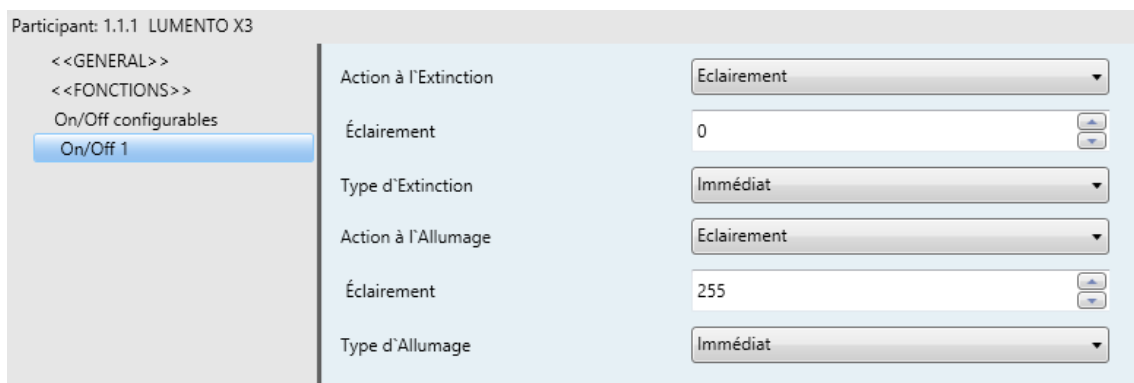 Participant: 1.1.1 LUMENTO X3
<<GENERAL>>
<<FONCTIONS>>
On/Off configurables
On/Off 1
Action à l`Extinction
Eclairement
Éclairement
0
Type d`Extinction
Immédiat
Action à l`Allumage
Eclairement
Éclairement
255
Type d`Allumage
Immédiat